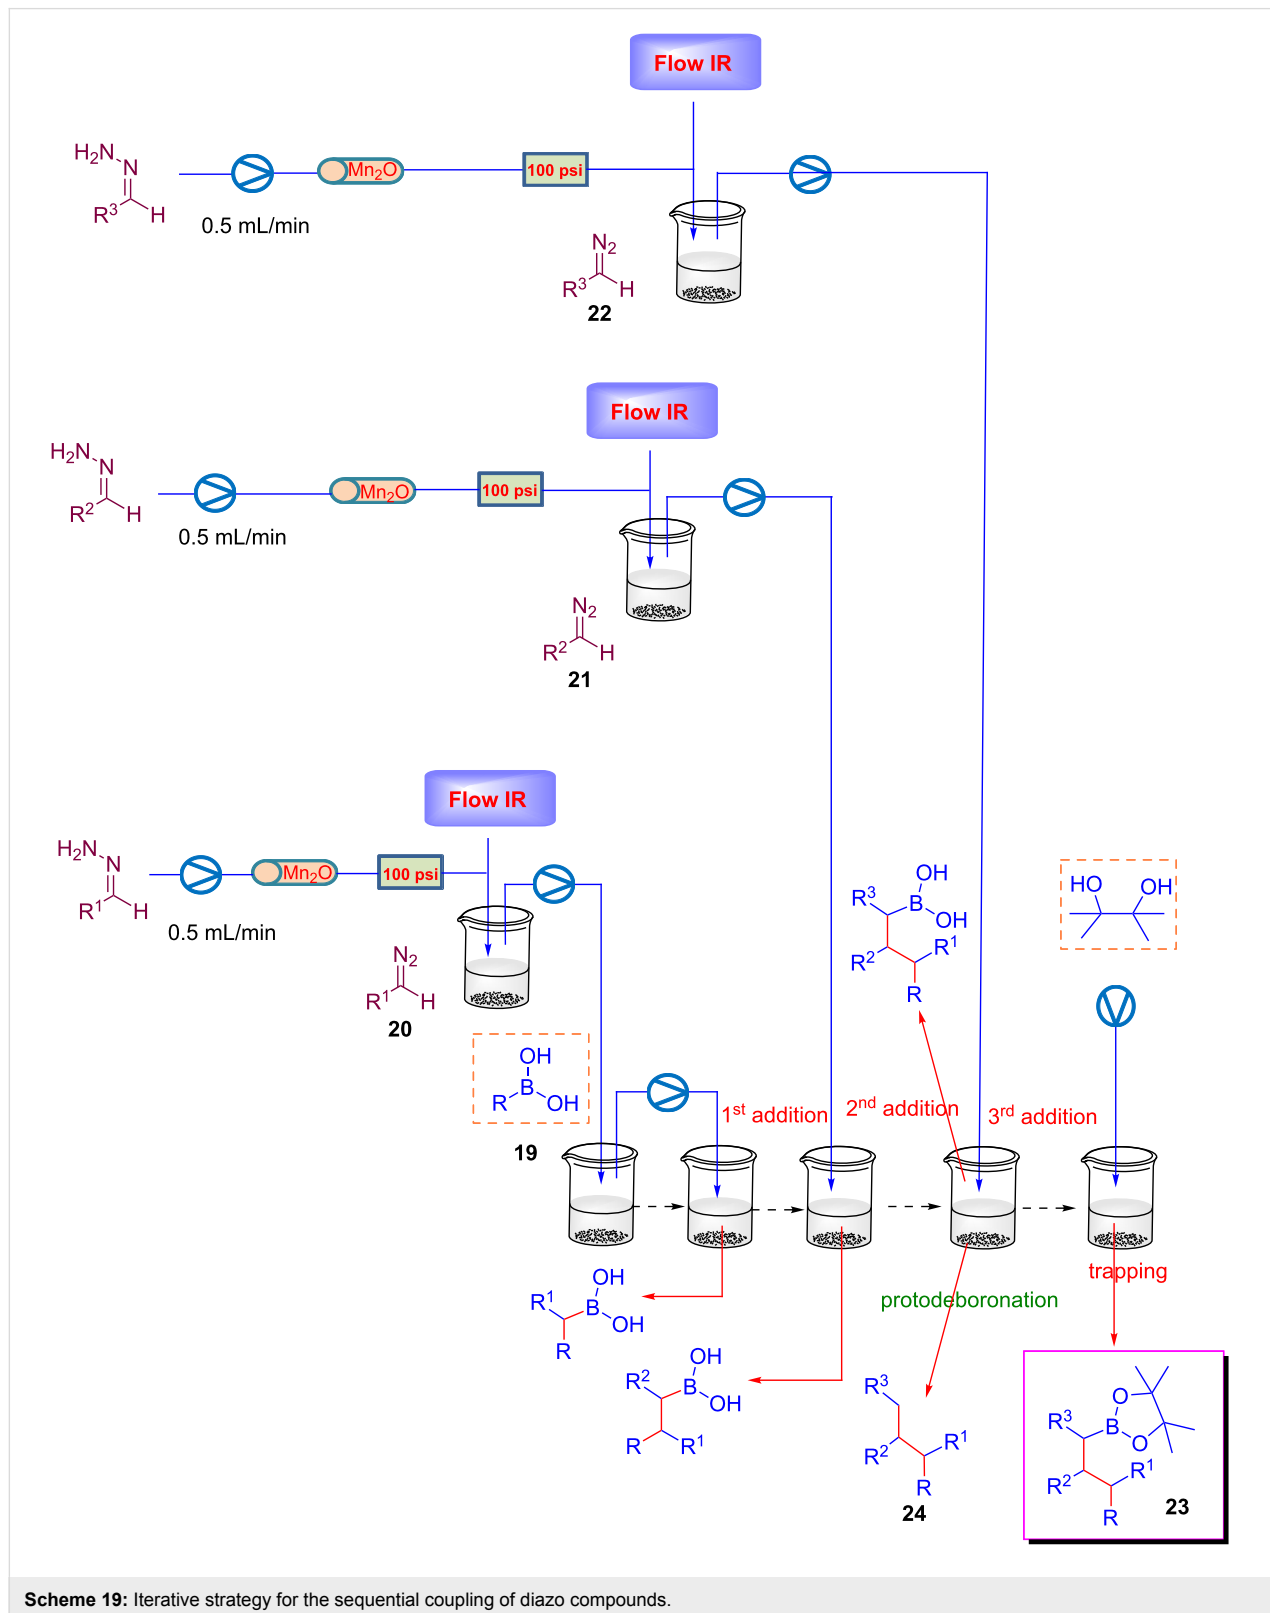 Flow IR
H₂N
N
R³ H
Mn₂O
100 psi
0.5 mL/min
N₂
R³ H
22
Flow IR
H₂N
N
R² H
Mn₂O
100 psi
0.5 mL/min
N₂
R² H
21
Flow IR
H₂N
N
R¹ H
Mn₂O
100 psi
0.5 mL/min
N₂
R¹ H
20
OH
B
R OH
19
OH
R³ B
OH
R² R¹
R
HO OH
1st addition
2nd addition
3rd addition
OH
R¹ B
OH
R
OH
R² B
OH
R R¹
protodeboronation
R³
R² R¹
R
24
trapping
O
R³ B
O
R² R¹
R
23
Scheme 19: Iterative strategy for the sequential coupling of diazo compounds.